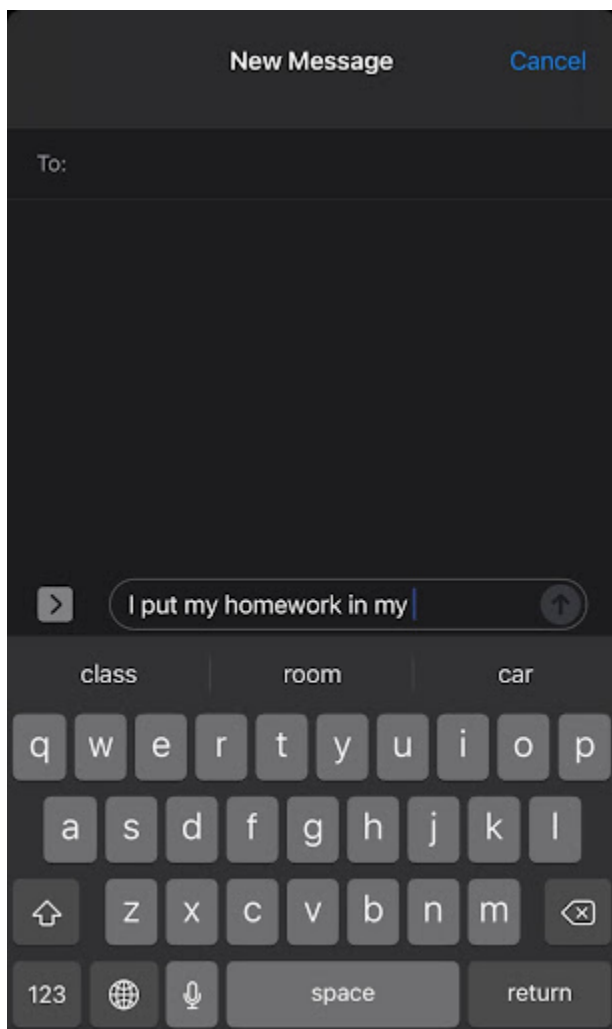 New Message Cancel
To:
I put my homework in my
class room car
q w e r t y u i o p
a s d f g h j k l
z x c v b n m
123 space return